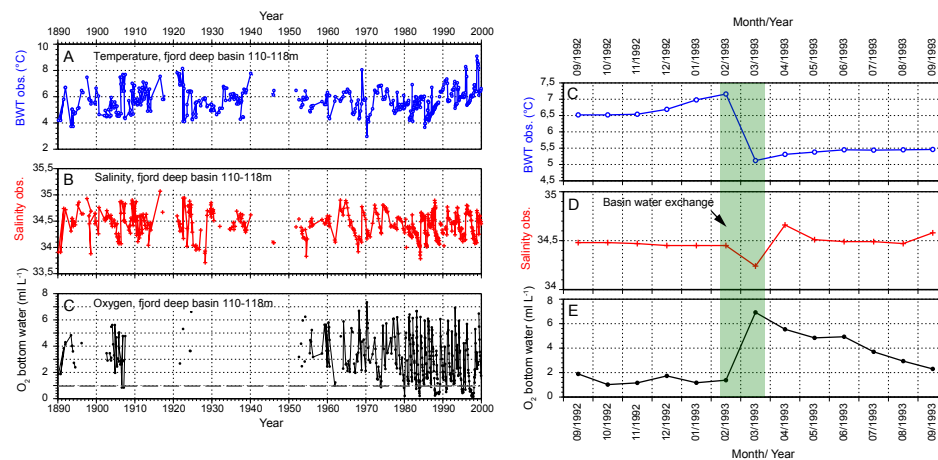 Year
1890 1900 1910 1920 1930 1940 1950 1960 1970 1980 1990 2000
A Temperature, fjord deep basin 110-118m
BWT obs. (°C)
10
8
6
4
2
B Salinity, fjord deep basin 110-118m
Salinity obs.
35,5
35
34,5
34
33,5
C Oxygen, fjord deep basin 110-118m
O2 bottom water (ml L-1)
8
6
4
2
0
1890 1900 1910 1920 1930 1940 1950 1960 1970 1980 1990 2000
Year
Month/Year
09/1992 10/1992 11/1992 12/1992 01/1993 02/1993 03/1993 04/1993 05/1993 06/1993 07/1993 08/1993 09/1993
C
BWT obs. (°C)
7,5
6,5
5,5
5
4,5
D
Basin water exchange
Salinity obs.
35
34,5
34
E
O2 bottom water (ml L-1)
8
6
4
2
0
09/1992 10/1992 11/1992 12/1992 01/1993 02/1993 03/1993 04/1993 05/1993 06/1993 07/1993 08/1993 09/1993
Month/ Year